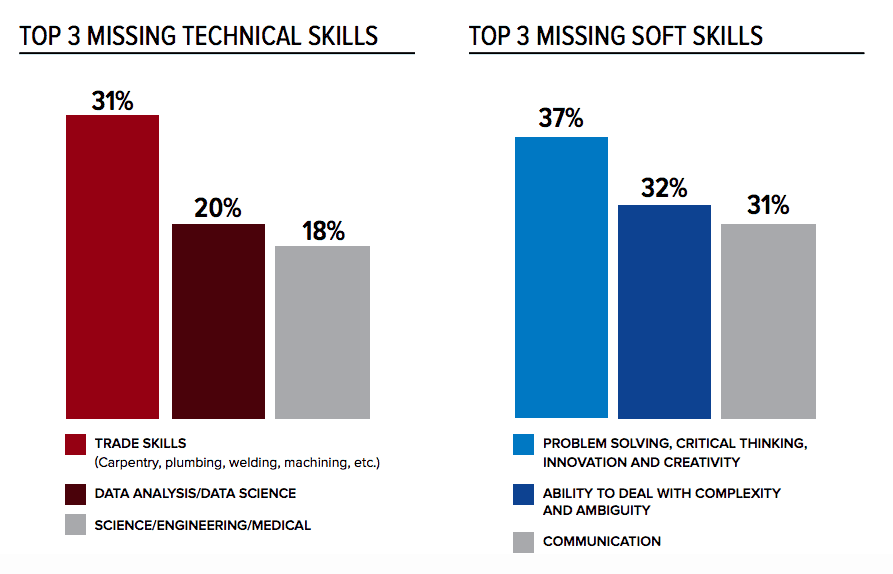 TOP 3 MISSING TECHNICAL SKILLS
31%
20%
18%
TRADE SKILLS
(Carpentry, plumbing, welding, machining, etc.)
DATA ANALYSIS/DATA SCIENCE
SCIENCE/ENGINEERING/MEDICAL
TOP 3 MISSING SOFT SKILLS
37%
32%
31%
PROBLEM SOLVING, CRITICAL THINKING,
INNOVATION AND CREATIVITY
ABILITY TO DEAL WITH COMPLEXITY
AND AMBIGUITY
COMMUNICATION